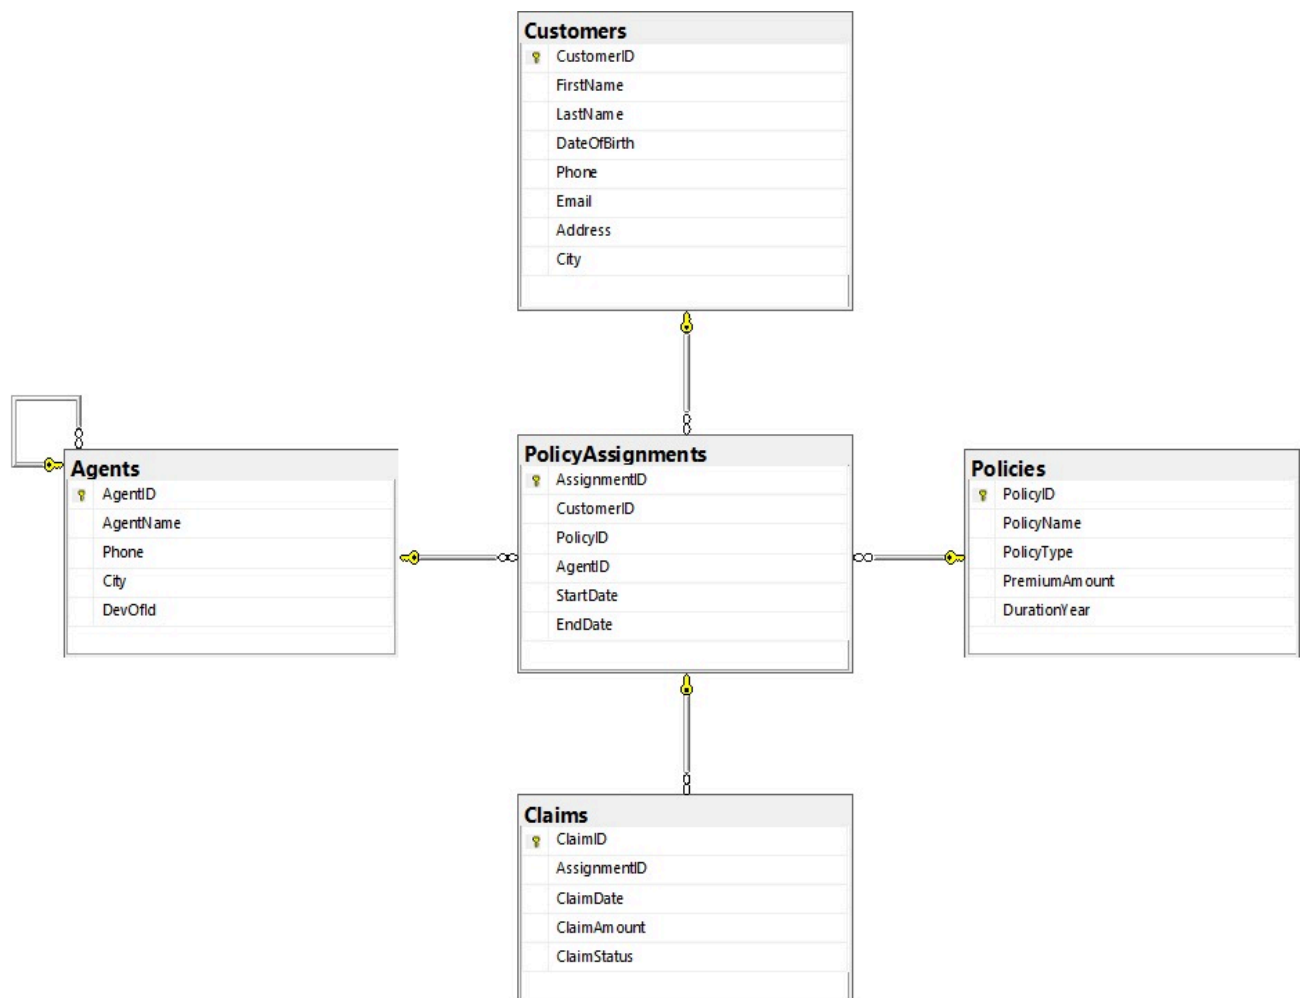 Customers
CustomerID
FirstName
LastName
DateOfBirth
Phone
Email
Address
City
Agents
AgentID
AgentName
Phone
City
DevOfId
PolicyAssignments
AssignmentID
CustomerID
PolicyID
AgentID
StartDate
EndDate
Policies
PolicyID
PolicyName
PolicyType
PremiumAmount
DurationYear
Claims
ClaimID
AssignmentID
ClaimDate
ClaimAmount
ClaimStatus